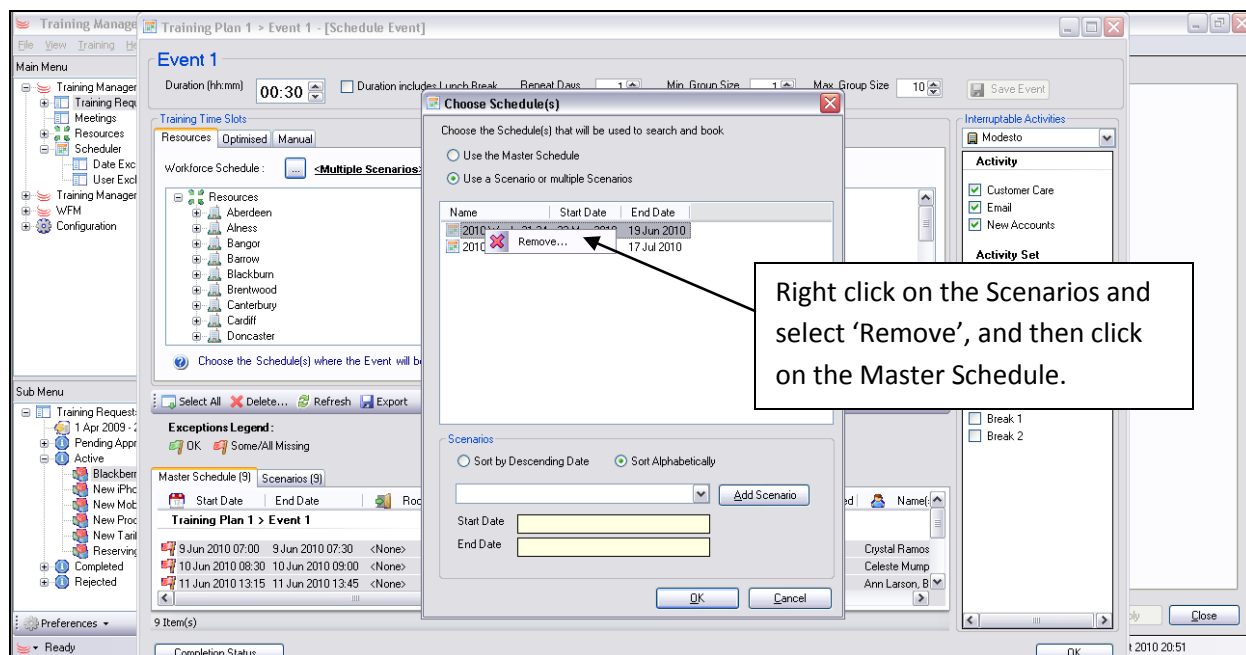 Training Manage
Training Plan 1 > Event 1 - [Schedule Event]
File View Training He
Main Menu
Training Manager
Training Requ
Meetings
Resources
Scheduler
Date Exc
User Excl
Training Manager
WFM
Configuration
Event 1
Duration (hh:mm)
00:30
Duration includes Lunch Break
Repeat Days
1
Min. Group Size
1
Max. Group Size
10
Save Event
Training Time Slots
Resources Optimised Manual
Workforce Schedule :
...
<Multiple Scenarios>
Resources
Aberdeen
Alness
Bangor
Barrow
Blackburn
Brentwood
Canterbury
Cardiff
Doncaster
Choose the Schedule(s) where the Event will b
Choose Schedule(s)
Choose the Schedule(s) that will be used to search and book
Use the Master Schedule
Use a Scenario or multiple Scenarios
Name Start Date End Date
2010 19 Jun 2010
2010 17 Jul 2010
Remove...
Right click on the Scenarios and
select ‘Remove’, and then click
on the Master Schedule.
Interruptable Activities
Modesto
Activity
Customer Care
Email
New Accounts
Activity Set
Break 1
Break 2
Sub Menu
Training Request
1 Apr 2009 - 2
Pending Appr
Active
Blackberr
New iPho
New Mob
New Prod
New Tari
Reserving
Completed
Rejected
Select All Delete... Refresh Export
Exceptions Legend :
OK Some/All Missing
Master Schedule (9) Scenarios (9)
Start Date End Date Roo
ed Name(
Training Plan 1 > Event 1
9 Jun 2010 07:00 9 Jun 2010 07:30 <None>
Crystal Ramos
10 Jun 2010 08:30 10 Jun 2010 09:00 <None>
Celeste Mump
11 Jun 2010 13:15 11 Jun 2010 13:45 <None>
Ann Larson, B
9 Item(s)
Scenarios
Sort by Descending Date
Sort Alphabetically
Add Scenario
Start Date
End Date
OK
Cancel
Preferences
Close
Ready
Completion Status
OK
t 2010 20:51